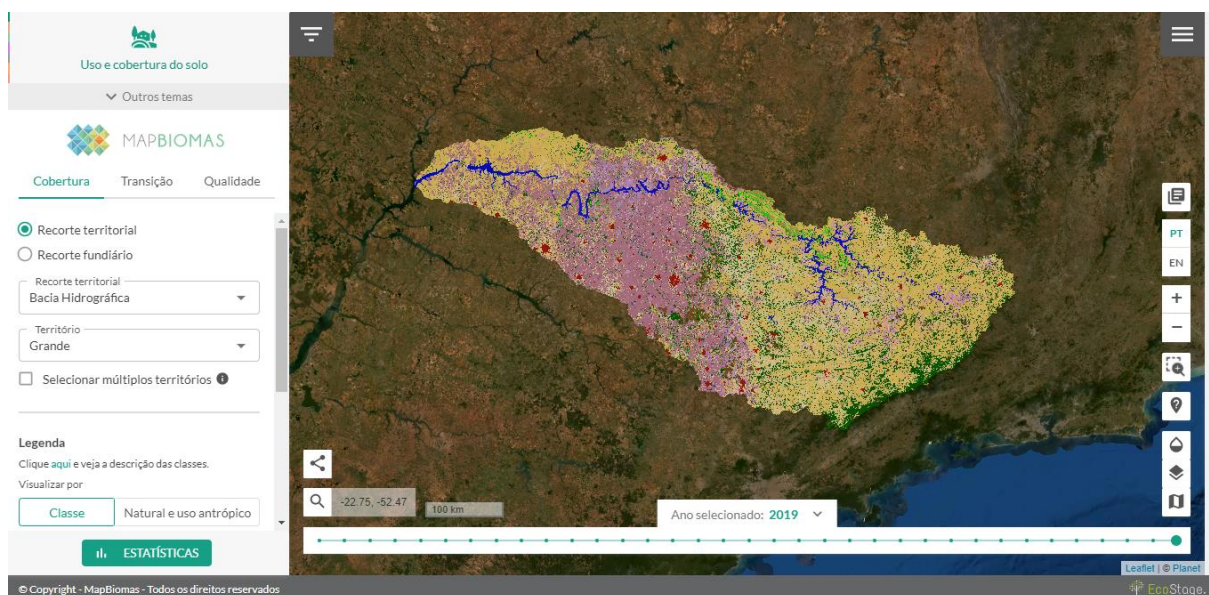 Uso e cobertura do solo
Outros temas
MAPBIOMAS
Cobertura Transição Qualidade
Recorte territorial
Recorte fundiário
Recorte territorial
Bacia Hidrográfica
Território
Grande
Selecionar múltiplos territórios
Legenda
Clique aqui e veja a descrição das classes.
Visualizar por
Classe Natural e uso antrópico
ESTATÍSTICAS
© Copyright - MapBiomas - Todos os direitos reservados
PT
EN
+
−
-22.75, -52.47
100 km
Ano selecionado: 2019
Leaflet | © Planet
EcoStage.